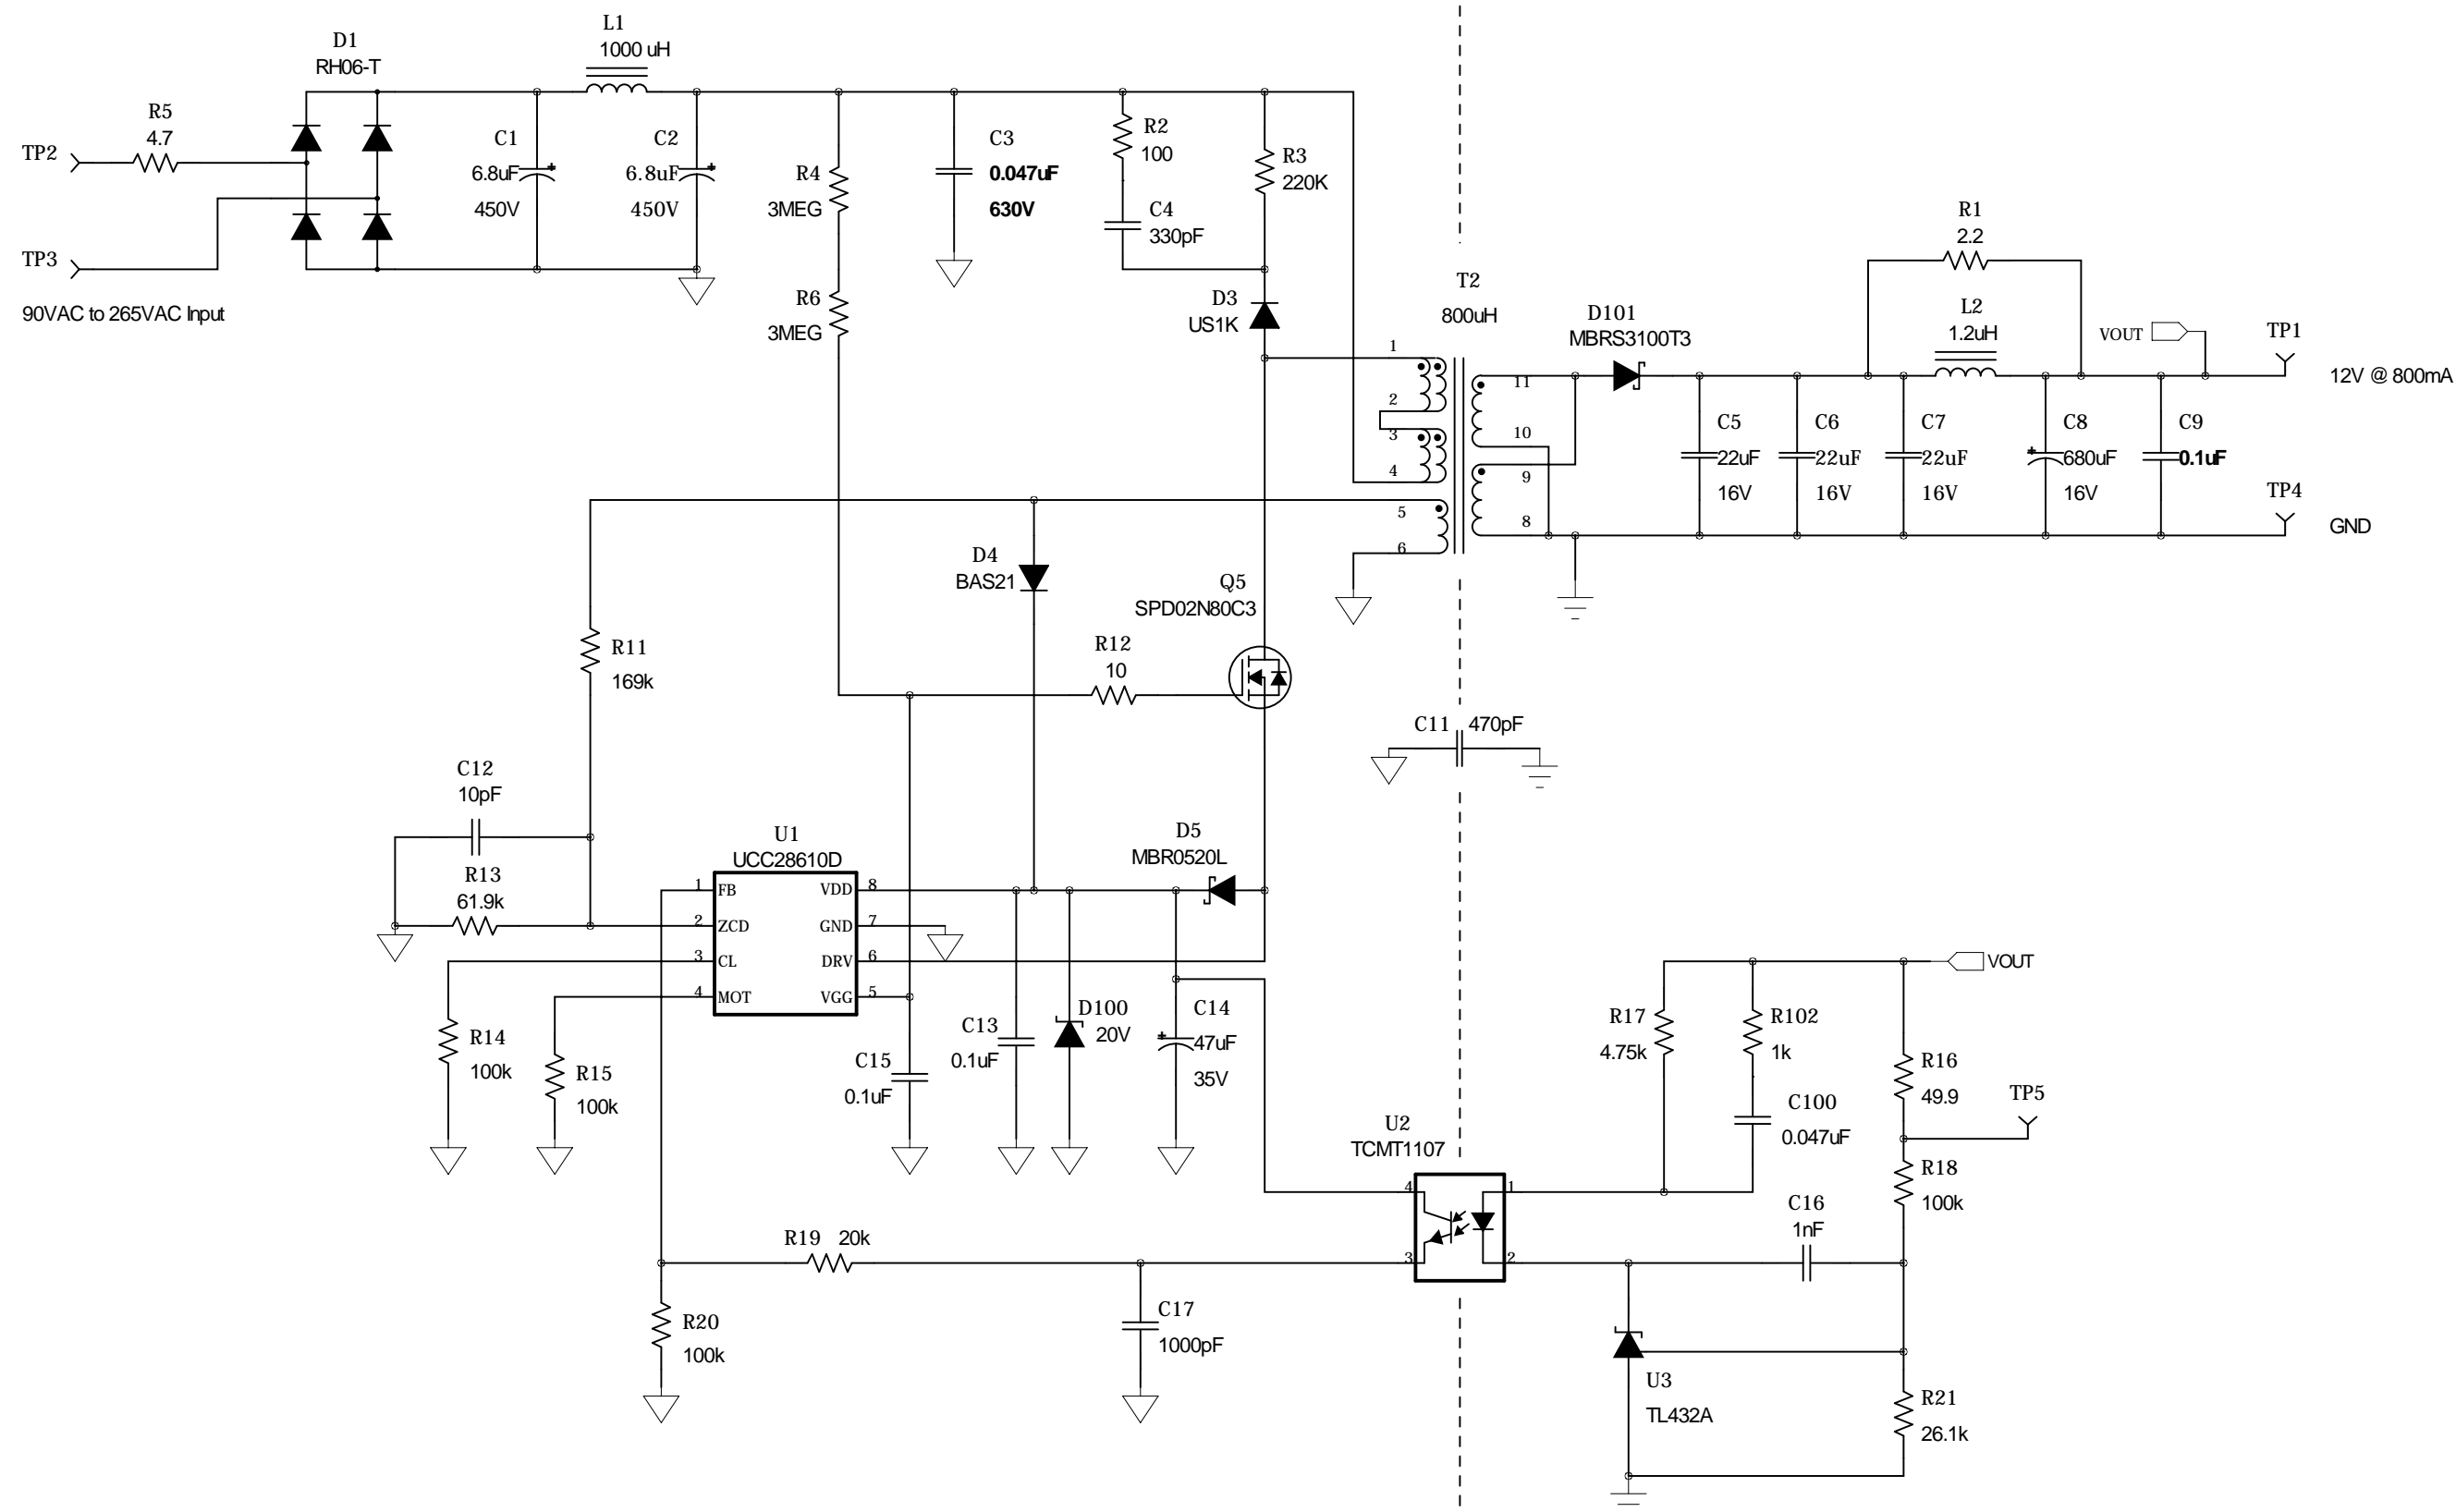 D1
RH06-T
L1
1000 uH
R5
4.7
TP2
TP3
90VAC to 265VAC Input
C1
6.8uF
450V
C2
6.8uF
450V
R4
3MEG
R6
3MEG
C3
0.047uF
630V
R2
100
C4
330pF
R3
220K
D3
US1K
T2
800uH
1
2
3
4
5
6
11
10
9
8
D101
MBRS3100T3
R1
2.2
L2
1.2uH
VOUT
TP1
12V @ 800mA
C5
22uF
16V
C6
22uF
16V
C7
22uF
16V
C8
680uF
16V
C9
0.1uF
TP4
GND
D4
BAS21
Q5
SPD02N80C3
R11
169k
R12
10
C11
470pF
C12
10pF
R13
61.9k
U1
UCC28610D
1 FB
2 ZCD
3 CL
4 MOT
VDD 8
GND 7
DRV 6
VGG 5
D5
MBR0520L
R14
100k
R15
100k
C15
0.1uF
C13
0.1uF
D100
20V
C14
47uF
35V
VOUT
R17
4.75k
R102
1k
C100
0.047uF
R16
49.9
TP5
R18
100k
U2
TCMT1107
4
3
1
2
C16
1nF
R19 20k
R20
100k
C17
1000pF
U3
TL432A
R21
26.1k